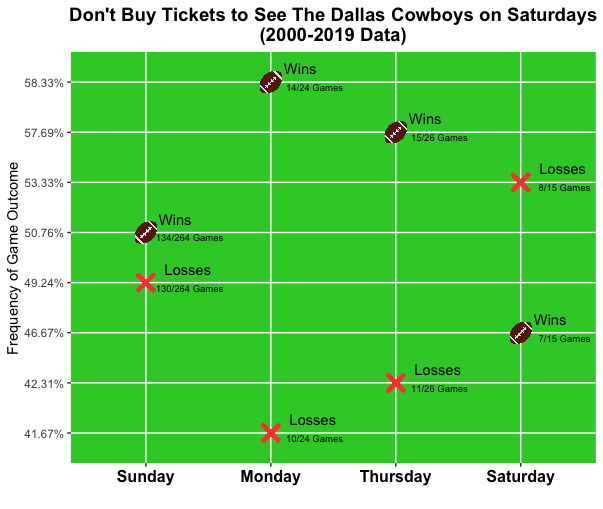 Don't Buy Tickets to See The Dallas Cowboys on Saturdays
(2000-2019 Data)
Frequency of Game Outcome
58.33%
57.69%
53.33%
50.76%
49.24%
46.67%
42.31%
41.67%
Wins
14/24 Games
Wins
15/26 Games
Losses
8/15 Games
Wins
134/264 Games
Losses
130/264 Games
Wins
7/15 Games
Losses
11/26 Games
Losses
10/24 Games
Sunday
Monday
Thursday
Saturday